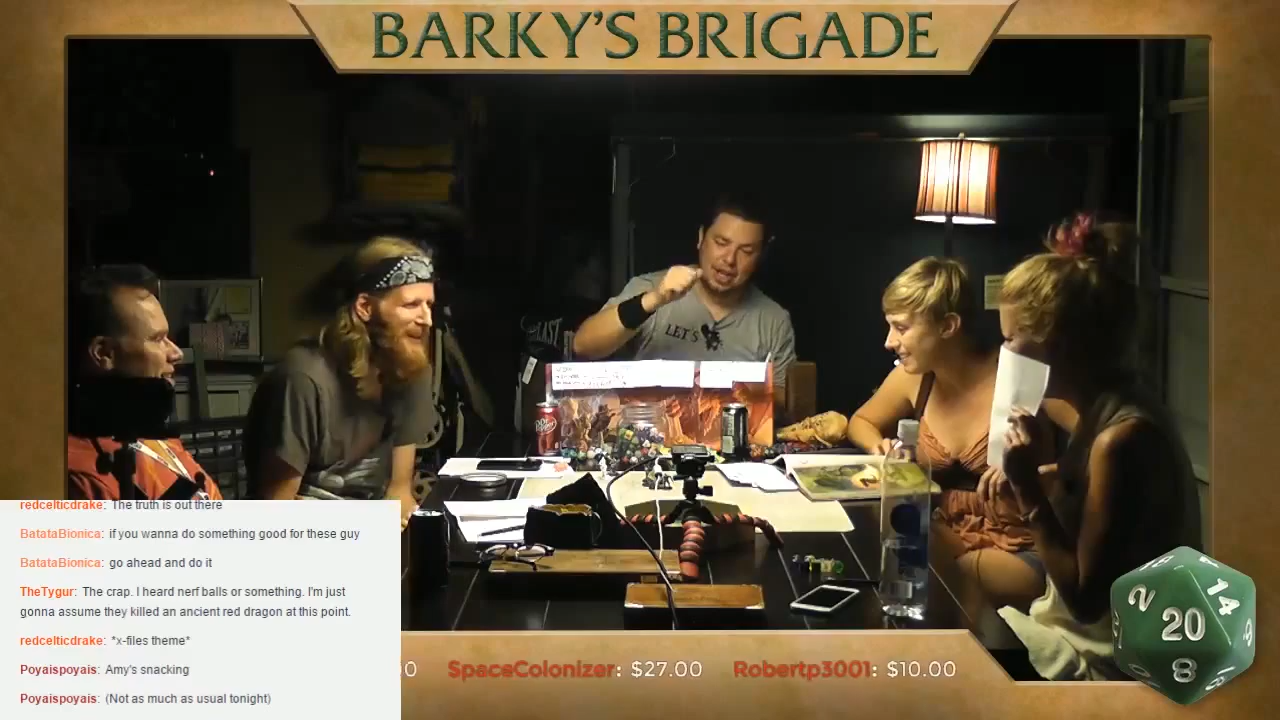 BARKY'S BRIGADE
LET'S
Dr Pepper
redcelticdrake: The truth is out there
BatataBionica: if you wanna do something good for these guy
BatataBionica: go ahead and do it
TheTygur: The crap. I heard nerf balls or something. I'm just
gonna assume they killed an ancient red dragon at this point.
redcelticdrake: *x-files theme*
Poyaispoyais: Amy's snacking
Poyaispoyais: (Not as much as usual tonight)
0 SpaceColonizer: $27.00 Robertp3001: $10.00
2 14
20
8